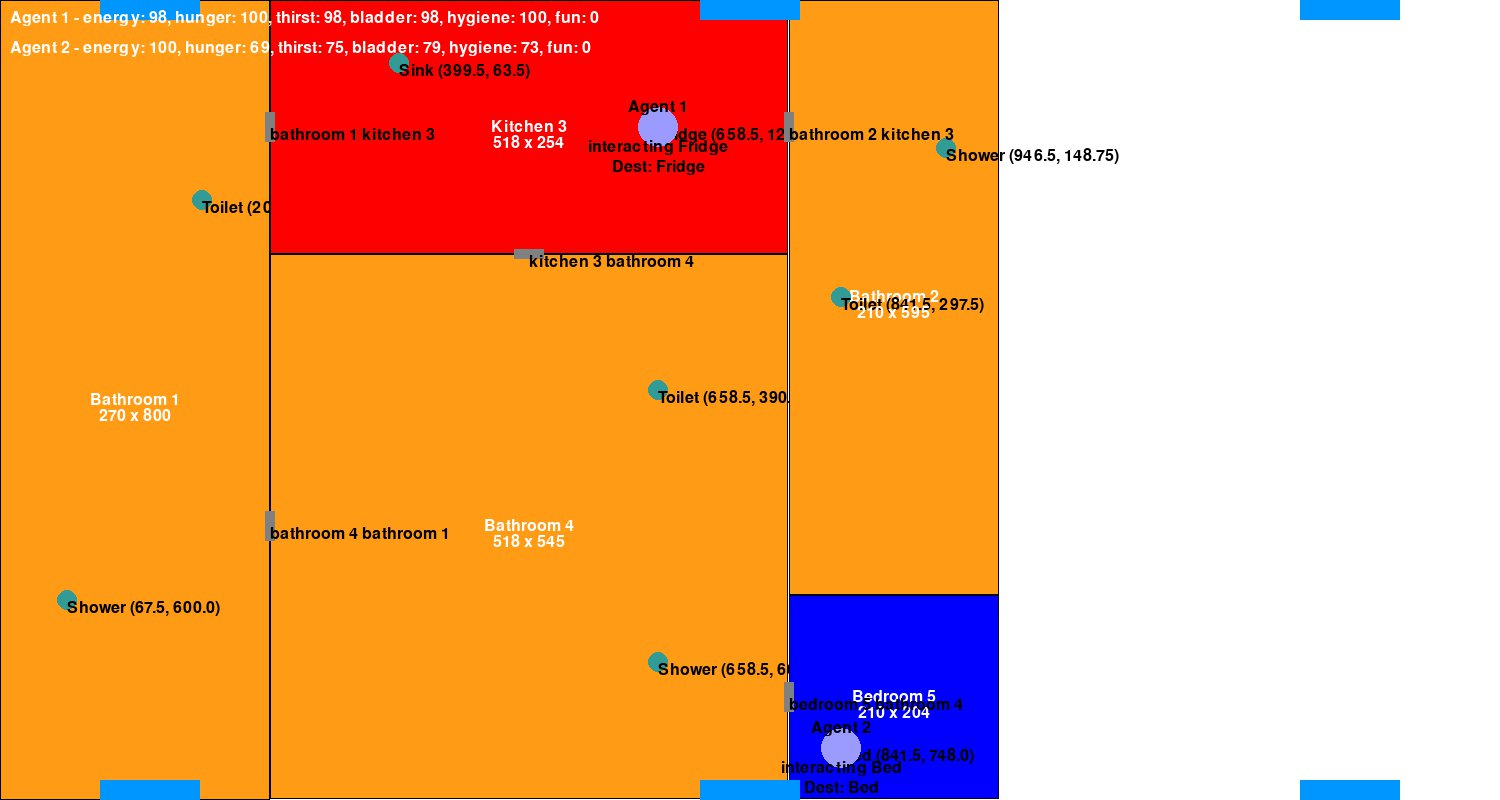 Agent 1 - energy: 98, hunger: 100, thirst: 98, bladder: 98, hygiene: 100, fun: 0
Agent 2 - energy: 100, hunger: 69, thirst: 75, bladder: 79, hygiene: 73, fun: 0
Sink (399.5, 63.5)
Agent 1
Kitchen 3
518 x 254
bathroom 1 kitchen 3
dge (658.5, 12
bathroom 2 kitchen 3
interacting Fridge
Dest: Fridge
Shower (946.5, 148.75)
Toilet (20
kitchen 3 bathroom 4
Bathroom 2
210 x 595
Toilet (841.5, 297.5)
Toilet (658.5, 390.
Bathroom 1
270 x 800
bathroom 4 bathroom 1
Bathroom 4
518 x 545
Shower (67.5, 600.0)
Shower (658.5, 6
Bedroom 5
210 x 204
bedroom 5 bathroom 4
Agent 2
d (841.5, 748.0)
interacting Bed
Dest: Bed